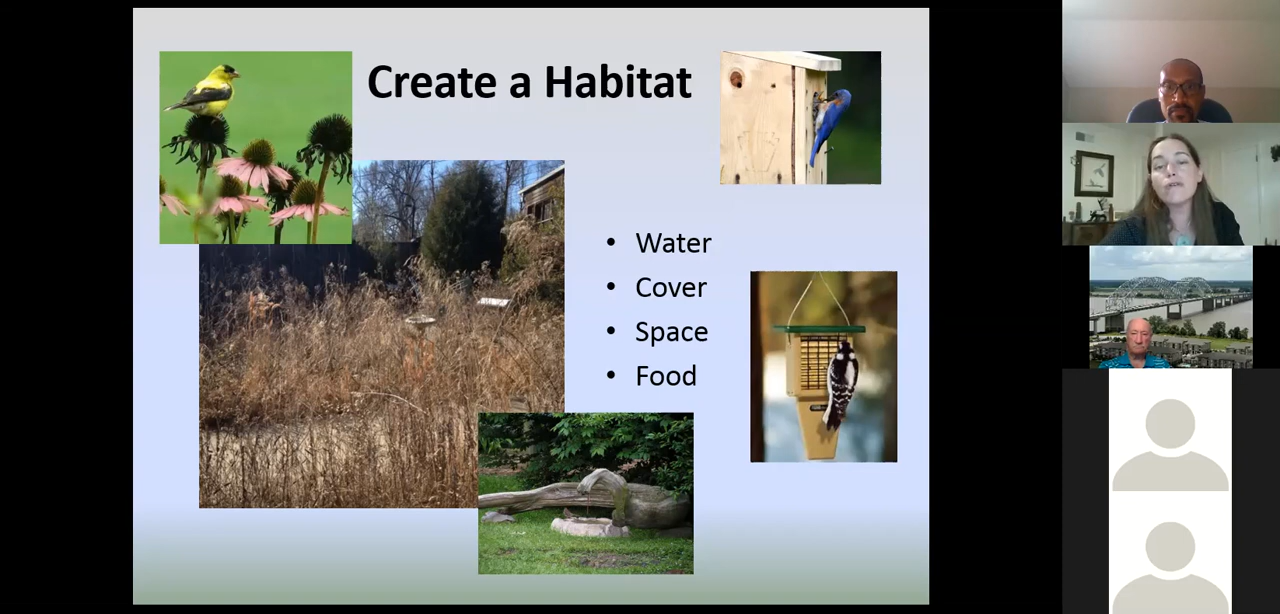 Create a Habitat
• Water
• Cover
• Space
• Food